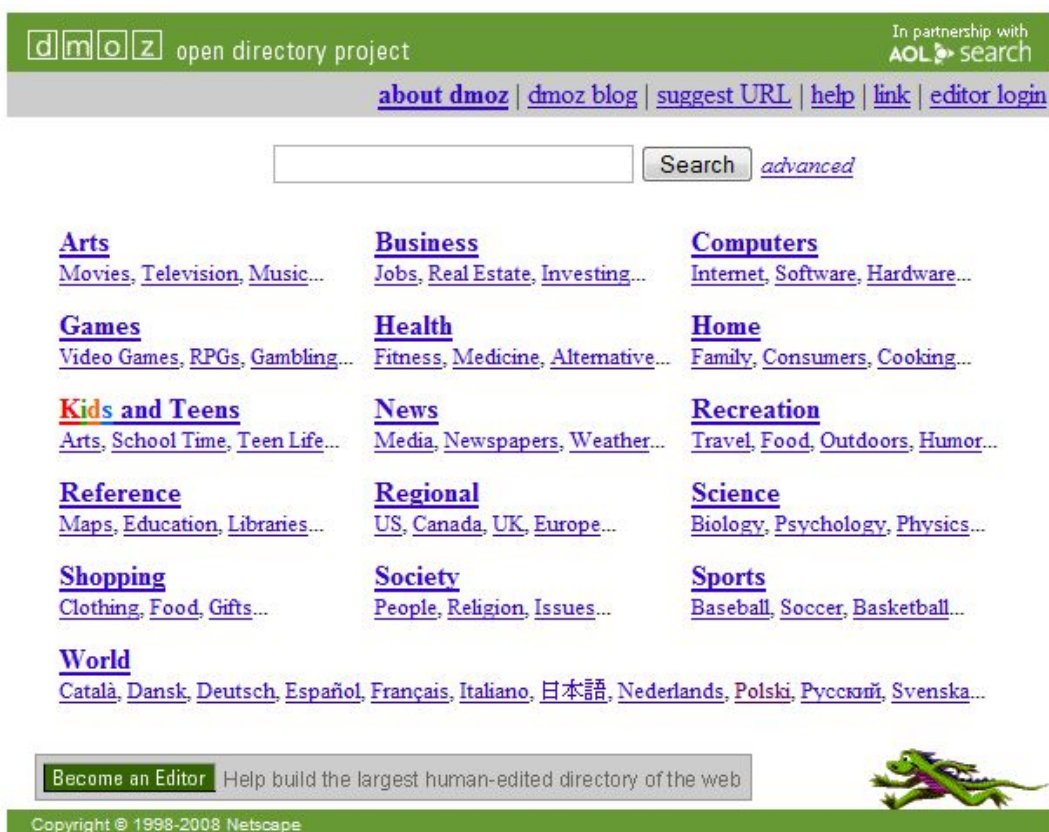 dmoz open directory project
In partnership with
AOL search
about dmoz | dmoz blog | suggest URL | help | link | editor login
Search advanced
Arts Business Computers
Movies, Television, Music... Jobs, Real Estate, Investing... Internet, Software, Hardware...
Games Health Home
Video Games, RPGs, Gambling... Fitness, Medicine, Alternative... Family, Consumers, Cooking...
Kids and Teens News Recreation
Arts, School Time, Teen Life... Media, Newspapers, Weather... Travel, Food, Outdoors, Humor...
Reference Regional Science
Maps, Education, Libraries... US, Canada, UK, Europe... Biology, Psychology, Physics...
Shopping Society Sports
Clothing, Food, Gifts... People, Religion, Issues... Baseball, Soccer, Basketball...
World
Català, Dansk, Deutsch, Español, Français, Italiano, 日本語, Nederlands, Polski, Русский, Svenska...
Become an Editor Help build the largest human-edited directory of the web
Copyright © 1998-2008 Netscape